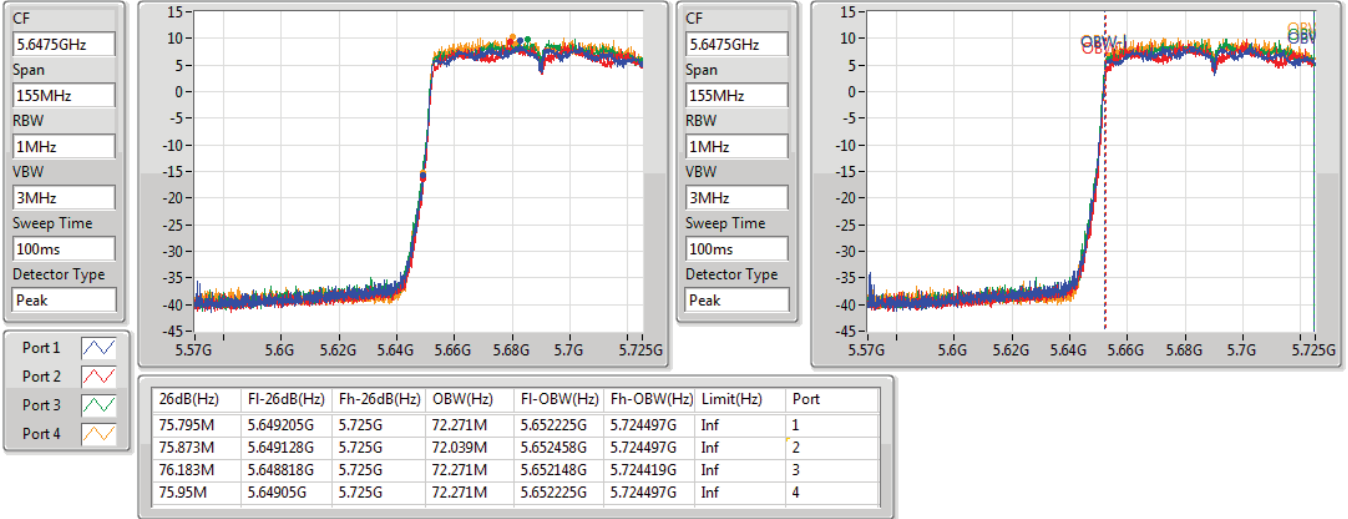 CF
5.6475GHz
Span
155MHz
RBW
1MHz
VBW
3MHz
Sweep Time
100ms
Detector Type
Peak
15
10
5
0
-5
-10
-15
-20
-25
-30
-35
-40
-45
5.57G 5.6G 5.62G 5.64G 5.66G 5.68G 5.7G 5.725G
CF
5.6475GHz
Span
155MHz
RBW
1MHz
VBW
3MHz
Sweep Time
100ms
Detector Type
Peak
15
10
5
0
-5
-10
-15
-20
-25
-30
-35
-40
-45
5.57G 5.6G 5.62G 5.64G 5.66G 5.68G 5.7G 5.725G
Port 1
Port 2
Port 3
Port 4
26dB(Hz) Fl-26dB(Hz) Fh-26dB(Hz) OBW(Hz) Fl-OBW(Hz) Fh-OBW(Hz) Limit(Hz) Port
75.795M 5.649205G 5.725G 72.271M 5.652225G 5.724497G Inf 1
75.873M 5.649128G 5.725G 72.039M 5.652458G 5.724497G Inf 2
76.183M 5.648818G 5.725G 72.271M 5.652148G 5.724419G Inf 3
75.95M 5.64905G 5.725G 72.271M 5.652225G 5.724497G Inf 4